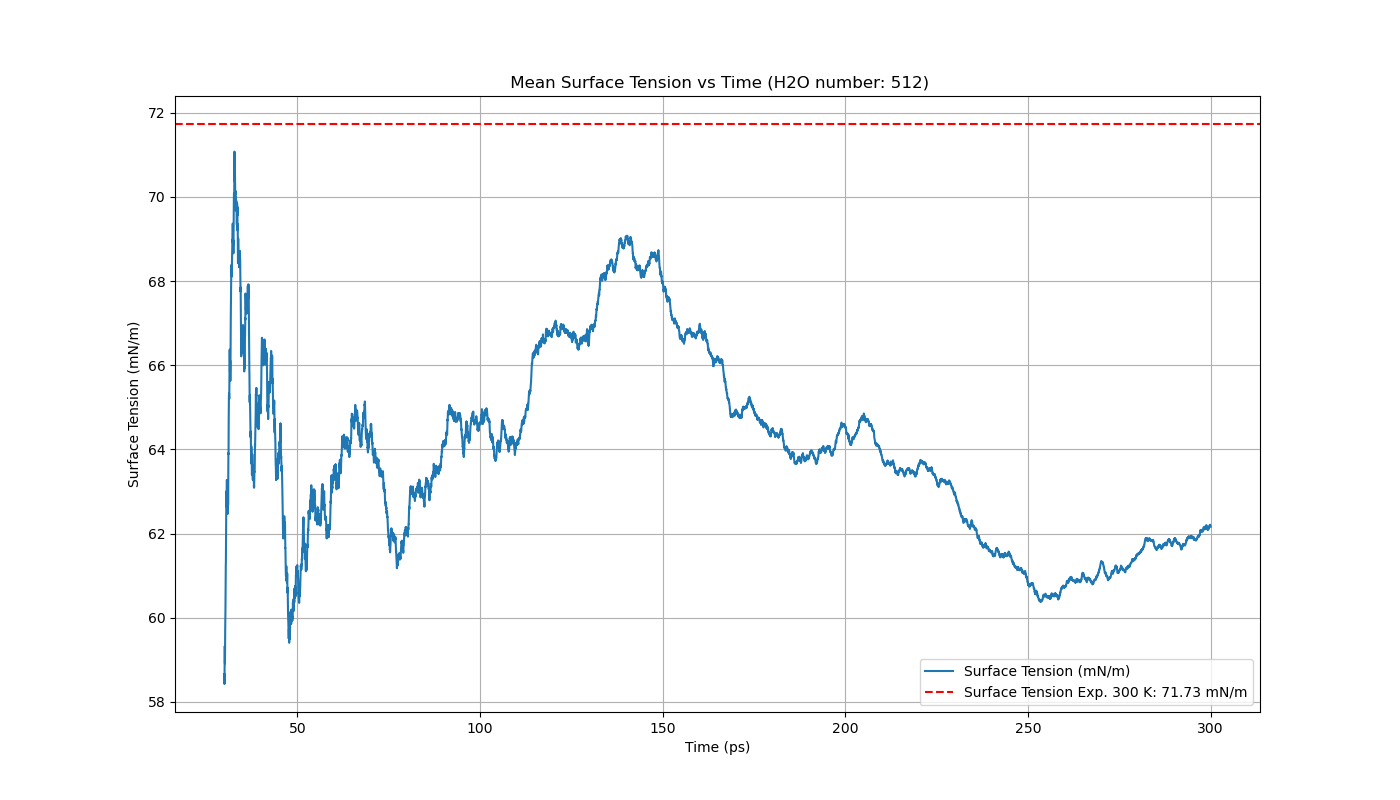 Mean Surface Tension vs Time (H2O number: 512)
Surface Tension (mN/m)
72
70
68
66
64
62
60
58
50
100
150
200
250
300
Time (ps)
Surface Tension (mN/m)
Surface Tension Exp. 300 K: 71.73 mN/m